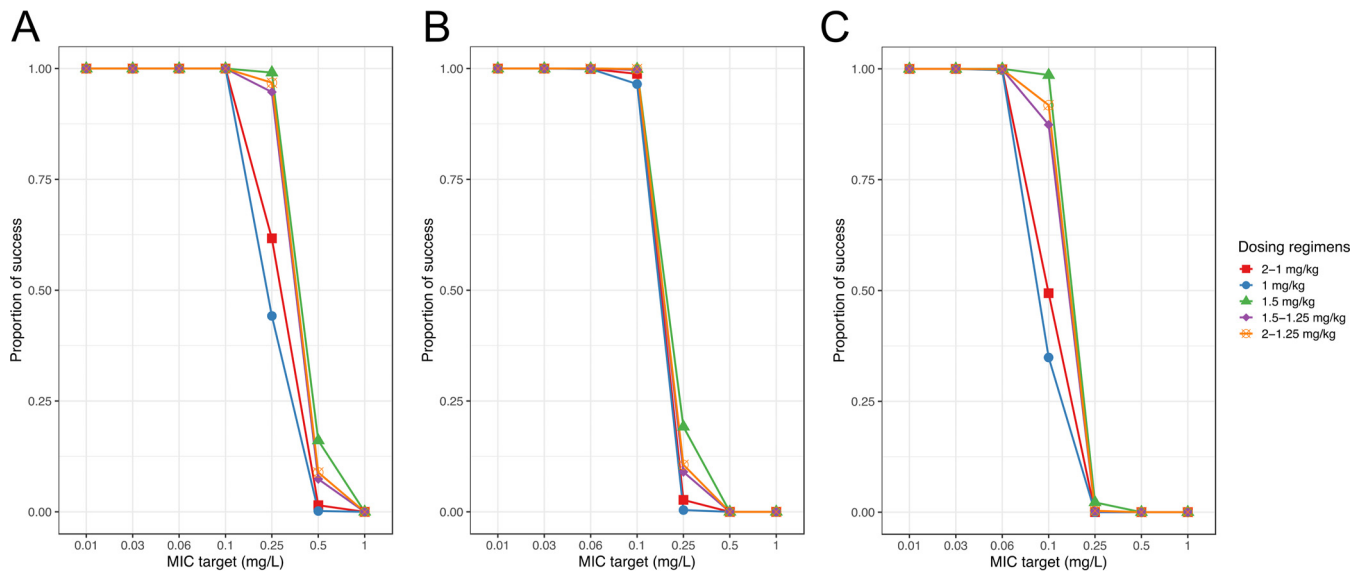 A
B
C
Proportion of success
1.00
0.75
0.50
0.25
0.00
0.01 0.03 0.06 0.1 0.25 0.5 1
MIC target (mg/L)
Proportion of success
1.00
0.75
0.50
0.25
0.00
0.01 0.03 0.06 0.1 0.25 0.5 1
MIC target (mg/L)
Proportion of success
1.00
0.75
0.50
0.25
0.00
0.01 0.03 0.06 0.1 0.25 0.5 1
MIC target (mg/L)
Dosing regimens
2−1 mg/kg
1 mg/kg
1.5 mg/kg
1.5−1.25 mg/kg
2−1.25 mg/kg